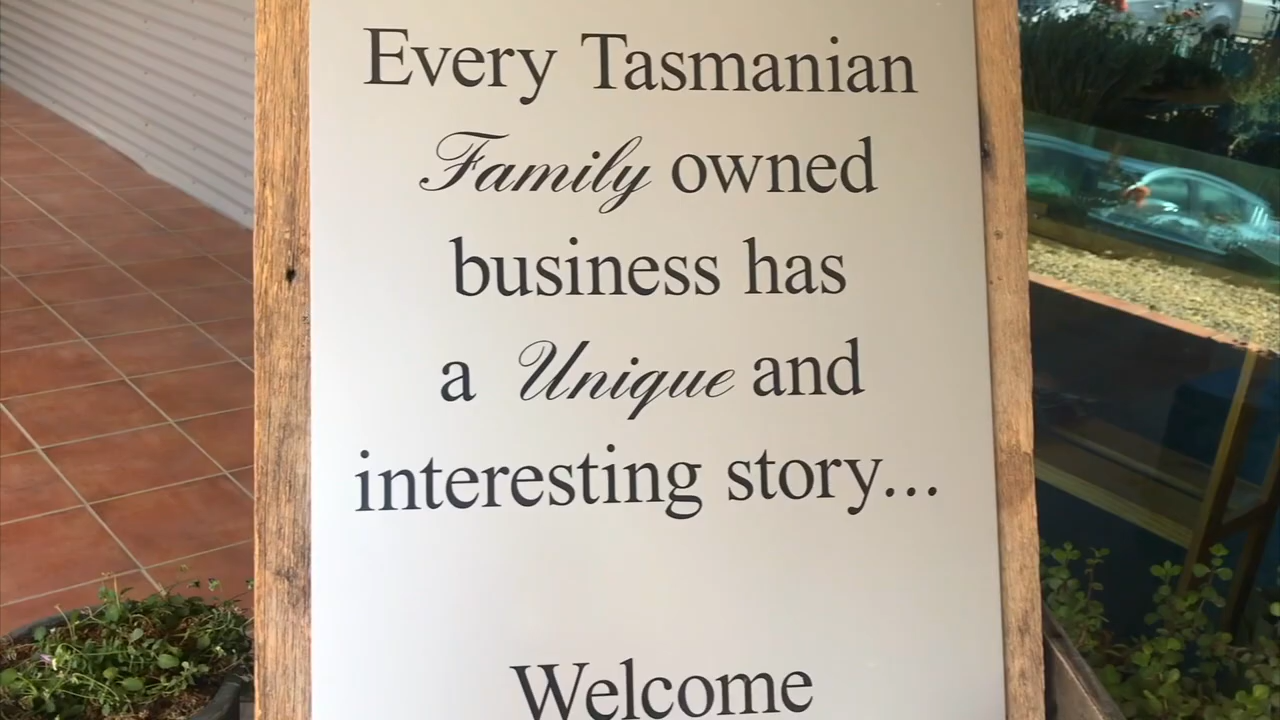 Every Tasmanian
Family owned
business has
a Unique and
interesting story...
Welcome